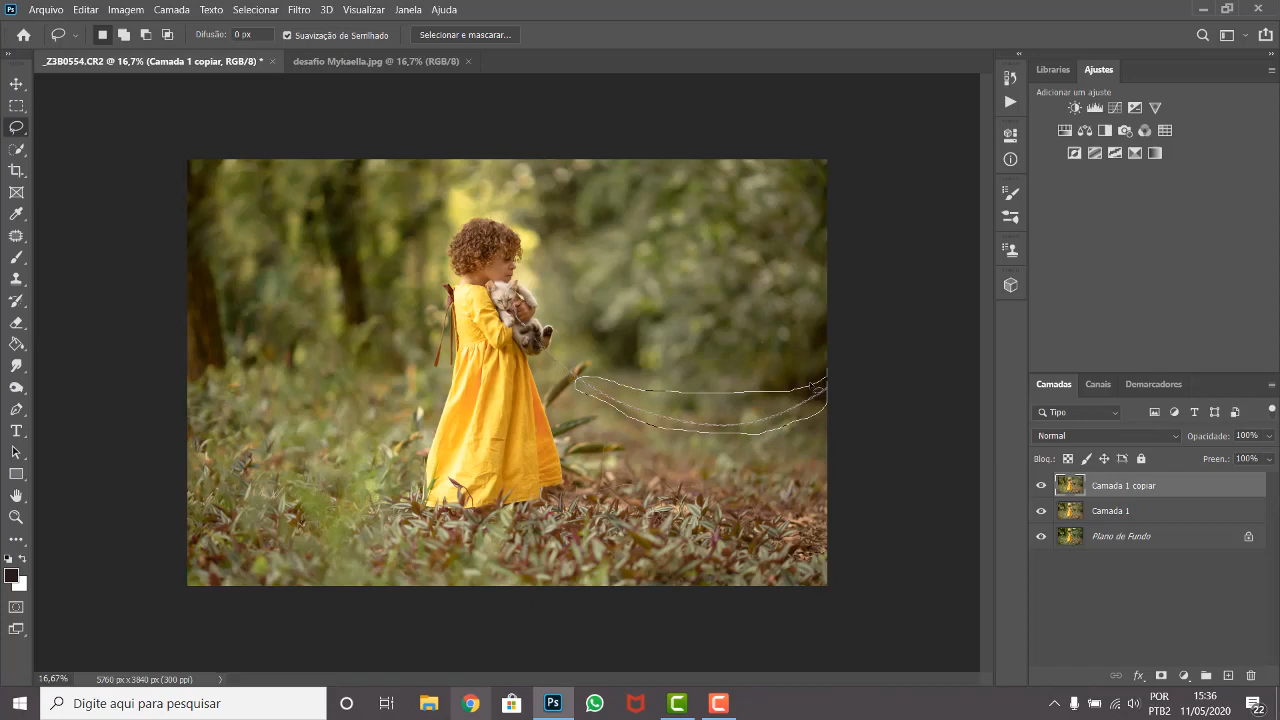 Ps Arquivo Editar Imagem Camada Texto Selecionar Filtro 3D Visualizar Janela Ajuda
Difusão: 0 px Suavização de Serrilhado Selecionar e mascarar...
_Z3B0554.CR2 @ 16,7% (Camada 1 copiar, RGB/8) * desafio Mykaella.jpg @ 16,7% (RGB/8)
Libraries Ajustes
Adicionar um ajuste
Camadas Canais Demarcadores
Tipo
Normal Opacidade: 100%
Bloq.: Preen.: 100%
Camada 1 copiar
Camada 1
Plano de Fundo
16,67% 5760 px x 3840 px (300 ppi)
Digite aqui para pesquisar Ps
POR
PTB2
15:36
11/05/2020
22